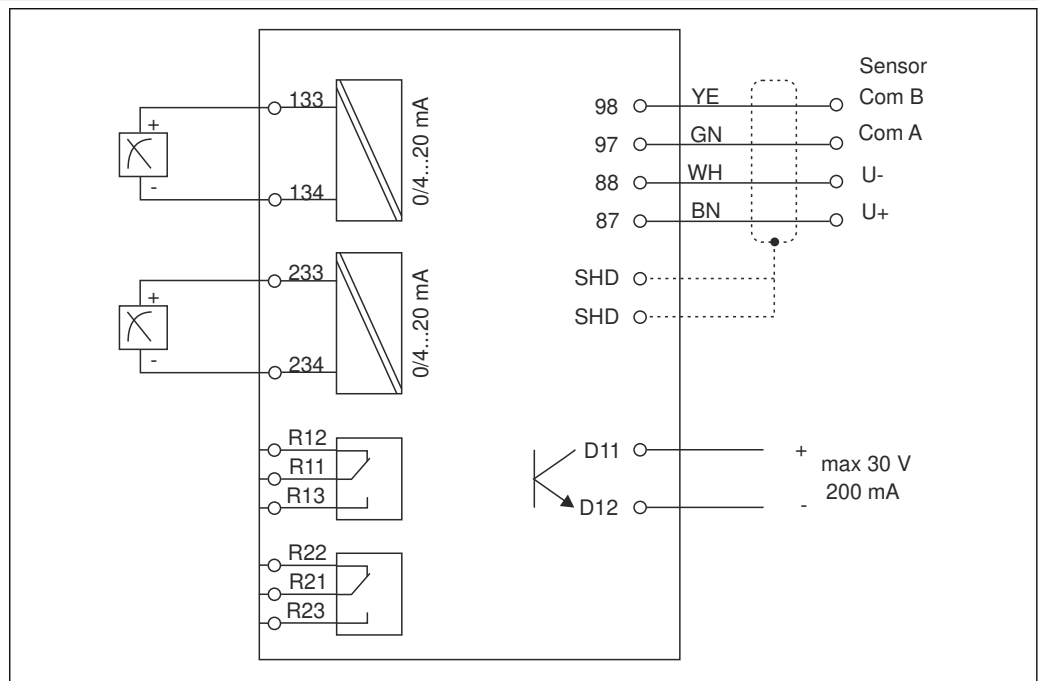 133
134
+
-
0/4...20 mA
233
234
+
-
0/4...20 mA
R12
R11
R13
R22
R21
R23
Sensor
98 YE Com B
97 GN Com A
88 WH U-
87 BN U+
SHD
SHD
D11 +
max 30 V
200 mA
D12 -